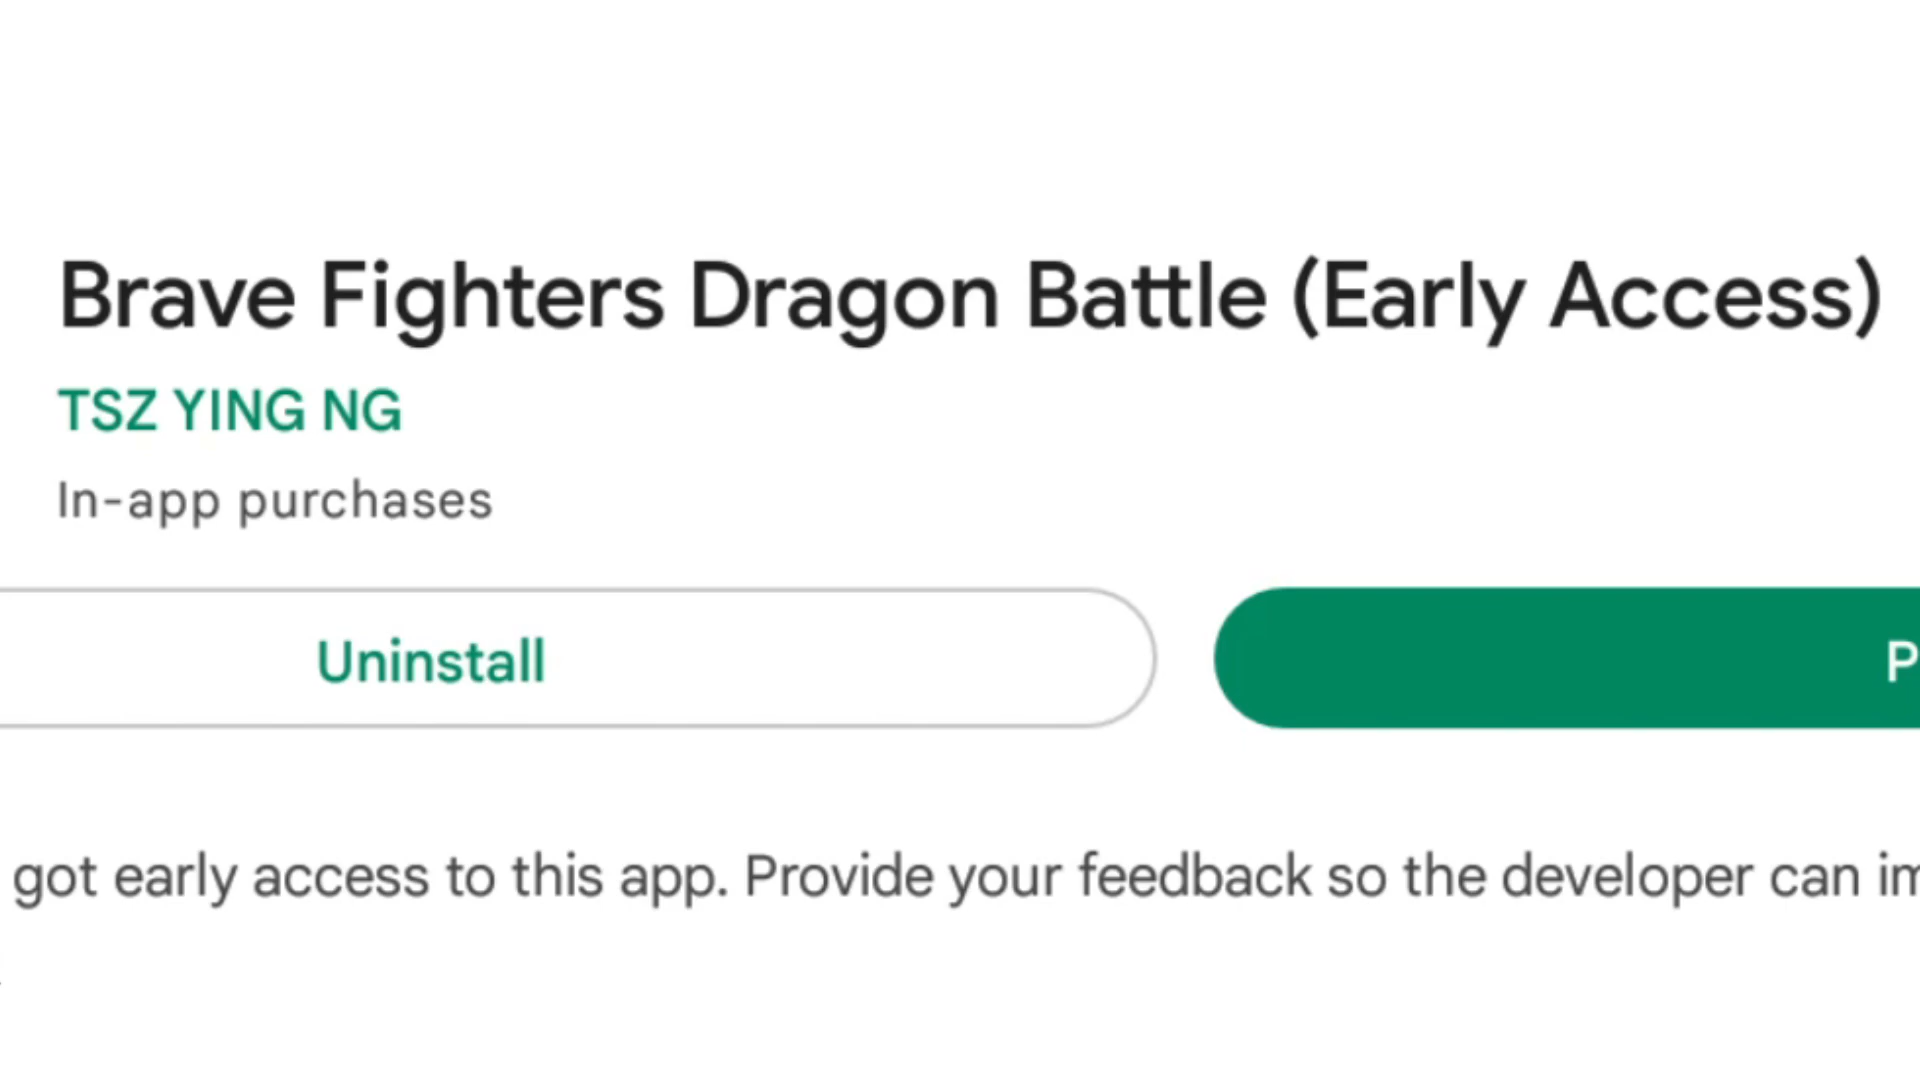 Brave Fighters Dragon Battle (Early Access)
TSZ YING NG
In-app purchases
Uninstall
got early access to this app. Provide your feedback so the developer can